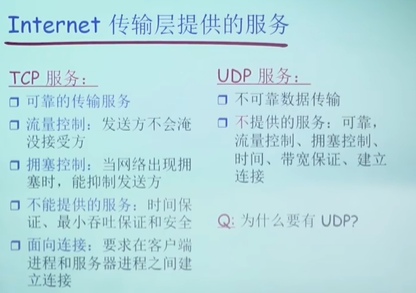 Internet 传输层提供的服务
TCP 服务：
可靠的传输服务
流量控制：发送方不会淹
没接受方
拥塞控制：当网络出现拥
塞时，能抑制发送方
不能提供的服务：时间保
证、最小吞吐保证和安全
面向连接：要求在客户端
进程和服务器进程之间建
立连接
UDP 服务：
不可靠数据传输
不提供的服务：可靠，
流量控制、拥塞控制、
时间、带宽保证、建立
连接
Q: 为什么要有 UDP?